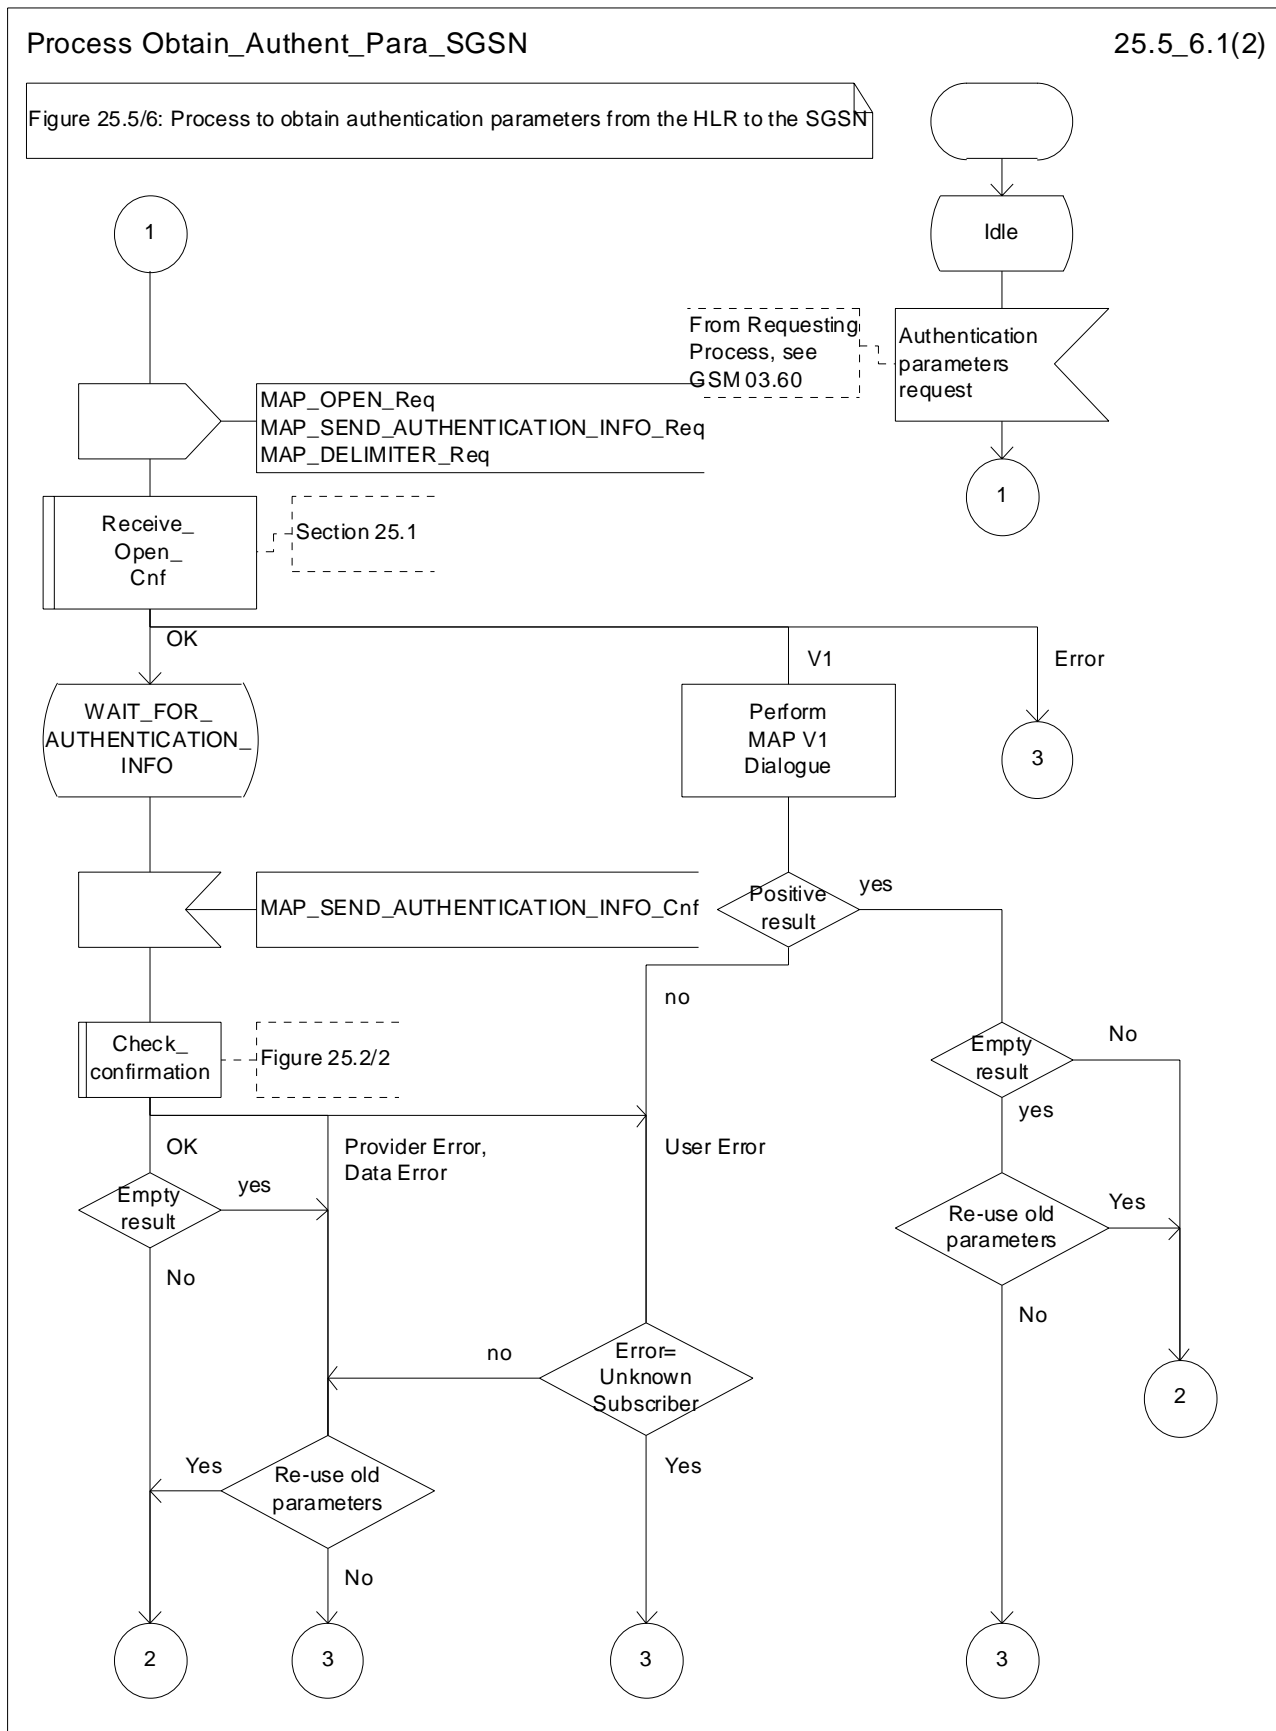 Process Obtain_Authent_Para_SGSN
25.5_6.1(2)
Figure 25.5/6: Process to obtain authentication parameters from the HLR to the SGSN
1
Idle
From Requesting
Process, see
GSM 03.60
Authentication
parameters
request
1
MAP_OPEN_Req
MAP_SEND_AUTHENTICATION_INFO_Req
MAP_DELIMITER_Req
Receive_
Open_
Cnf
Section 25.1
OK
V1
Error
WAIT_FOR_
AUTHENTICATION_
INFO
Perform
MAP V1
Dialogue
3
MAP_SEND_AUTHENTICATION_INFO_Cnf
Positive
result
yes
no
Check_
confirmation
Figure 25.2/2
Empty
result
No
yes
OK
Provider Error,
Data Error
User Error
Empty
result
yes
Re-use old
parameters
Yes
No
No
no
Error=
Unknown
Subscriber
2
Yes
Re-use old
parameters
Yes
No
2
3
3
3